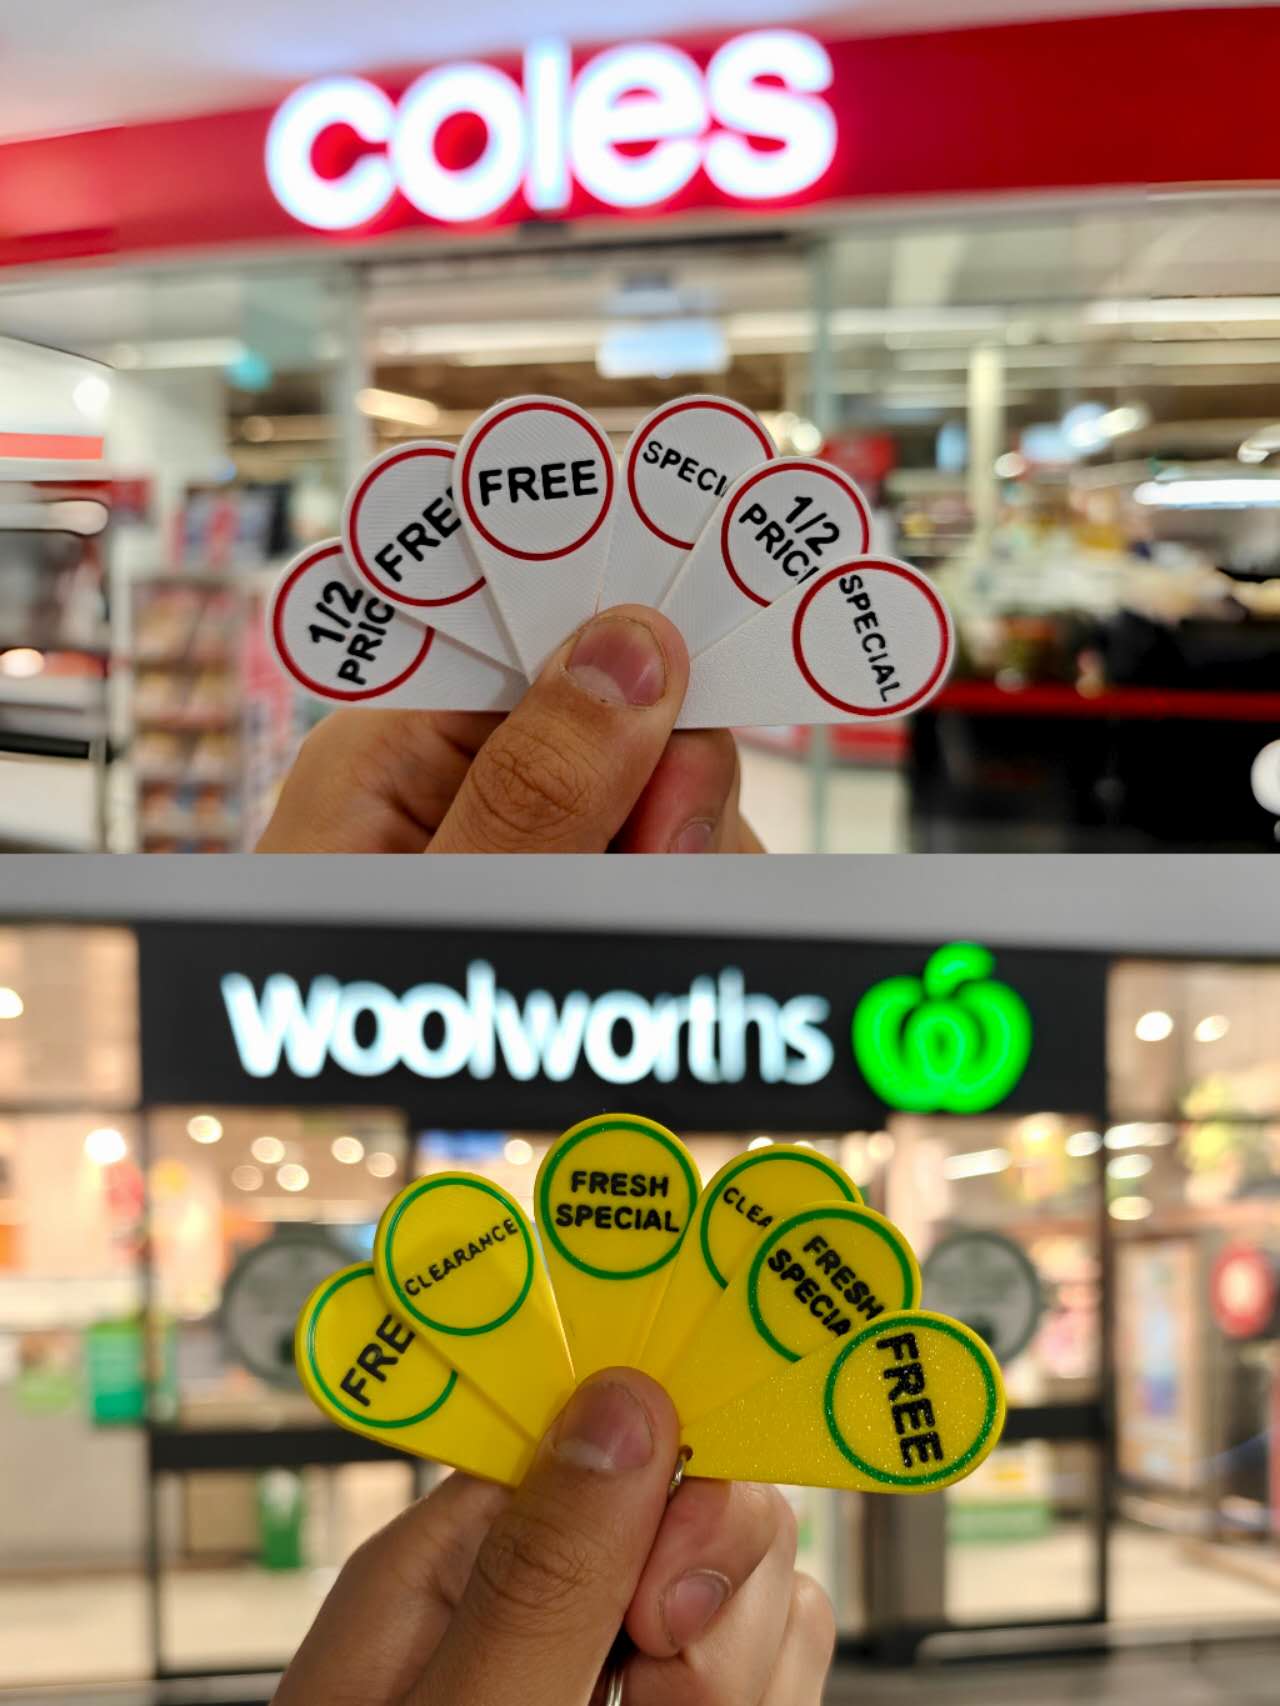 coles
1/2
PRIC
FREE
FREE
SPECI
1/2
PRIC
SPECIAL
woolworths
FRE
CLEARANCE
FRESH
SPECIAL
CLEA
FRESH
SPECIA
FREE